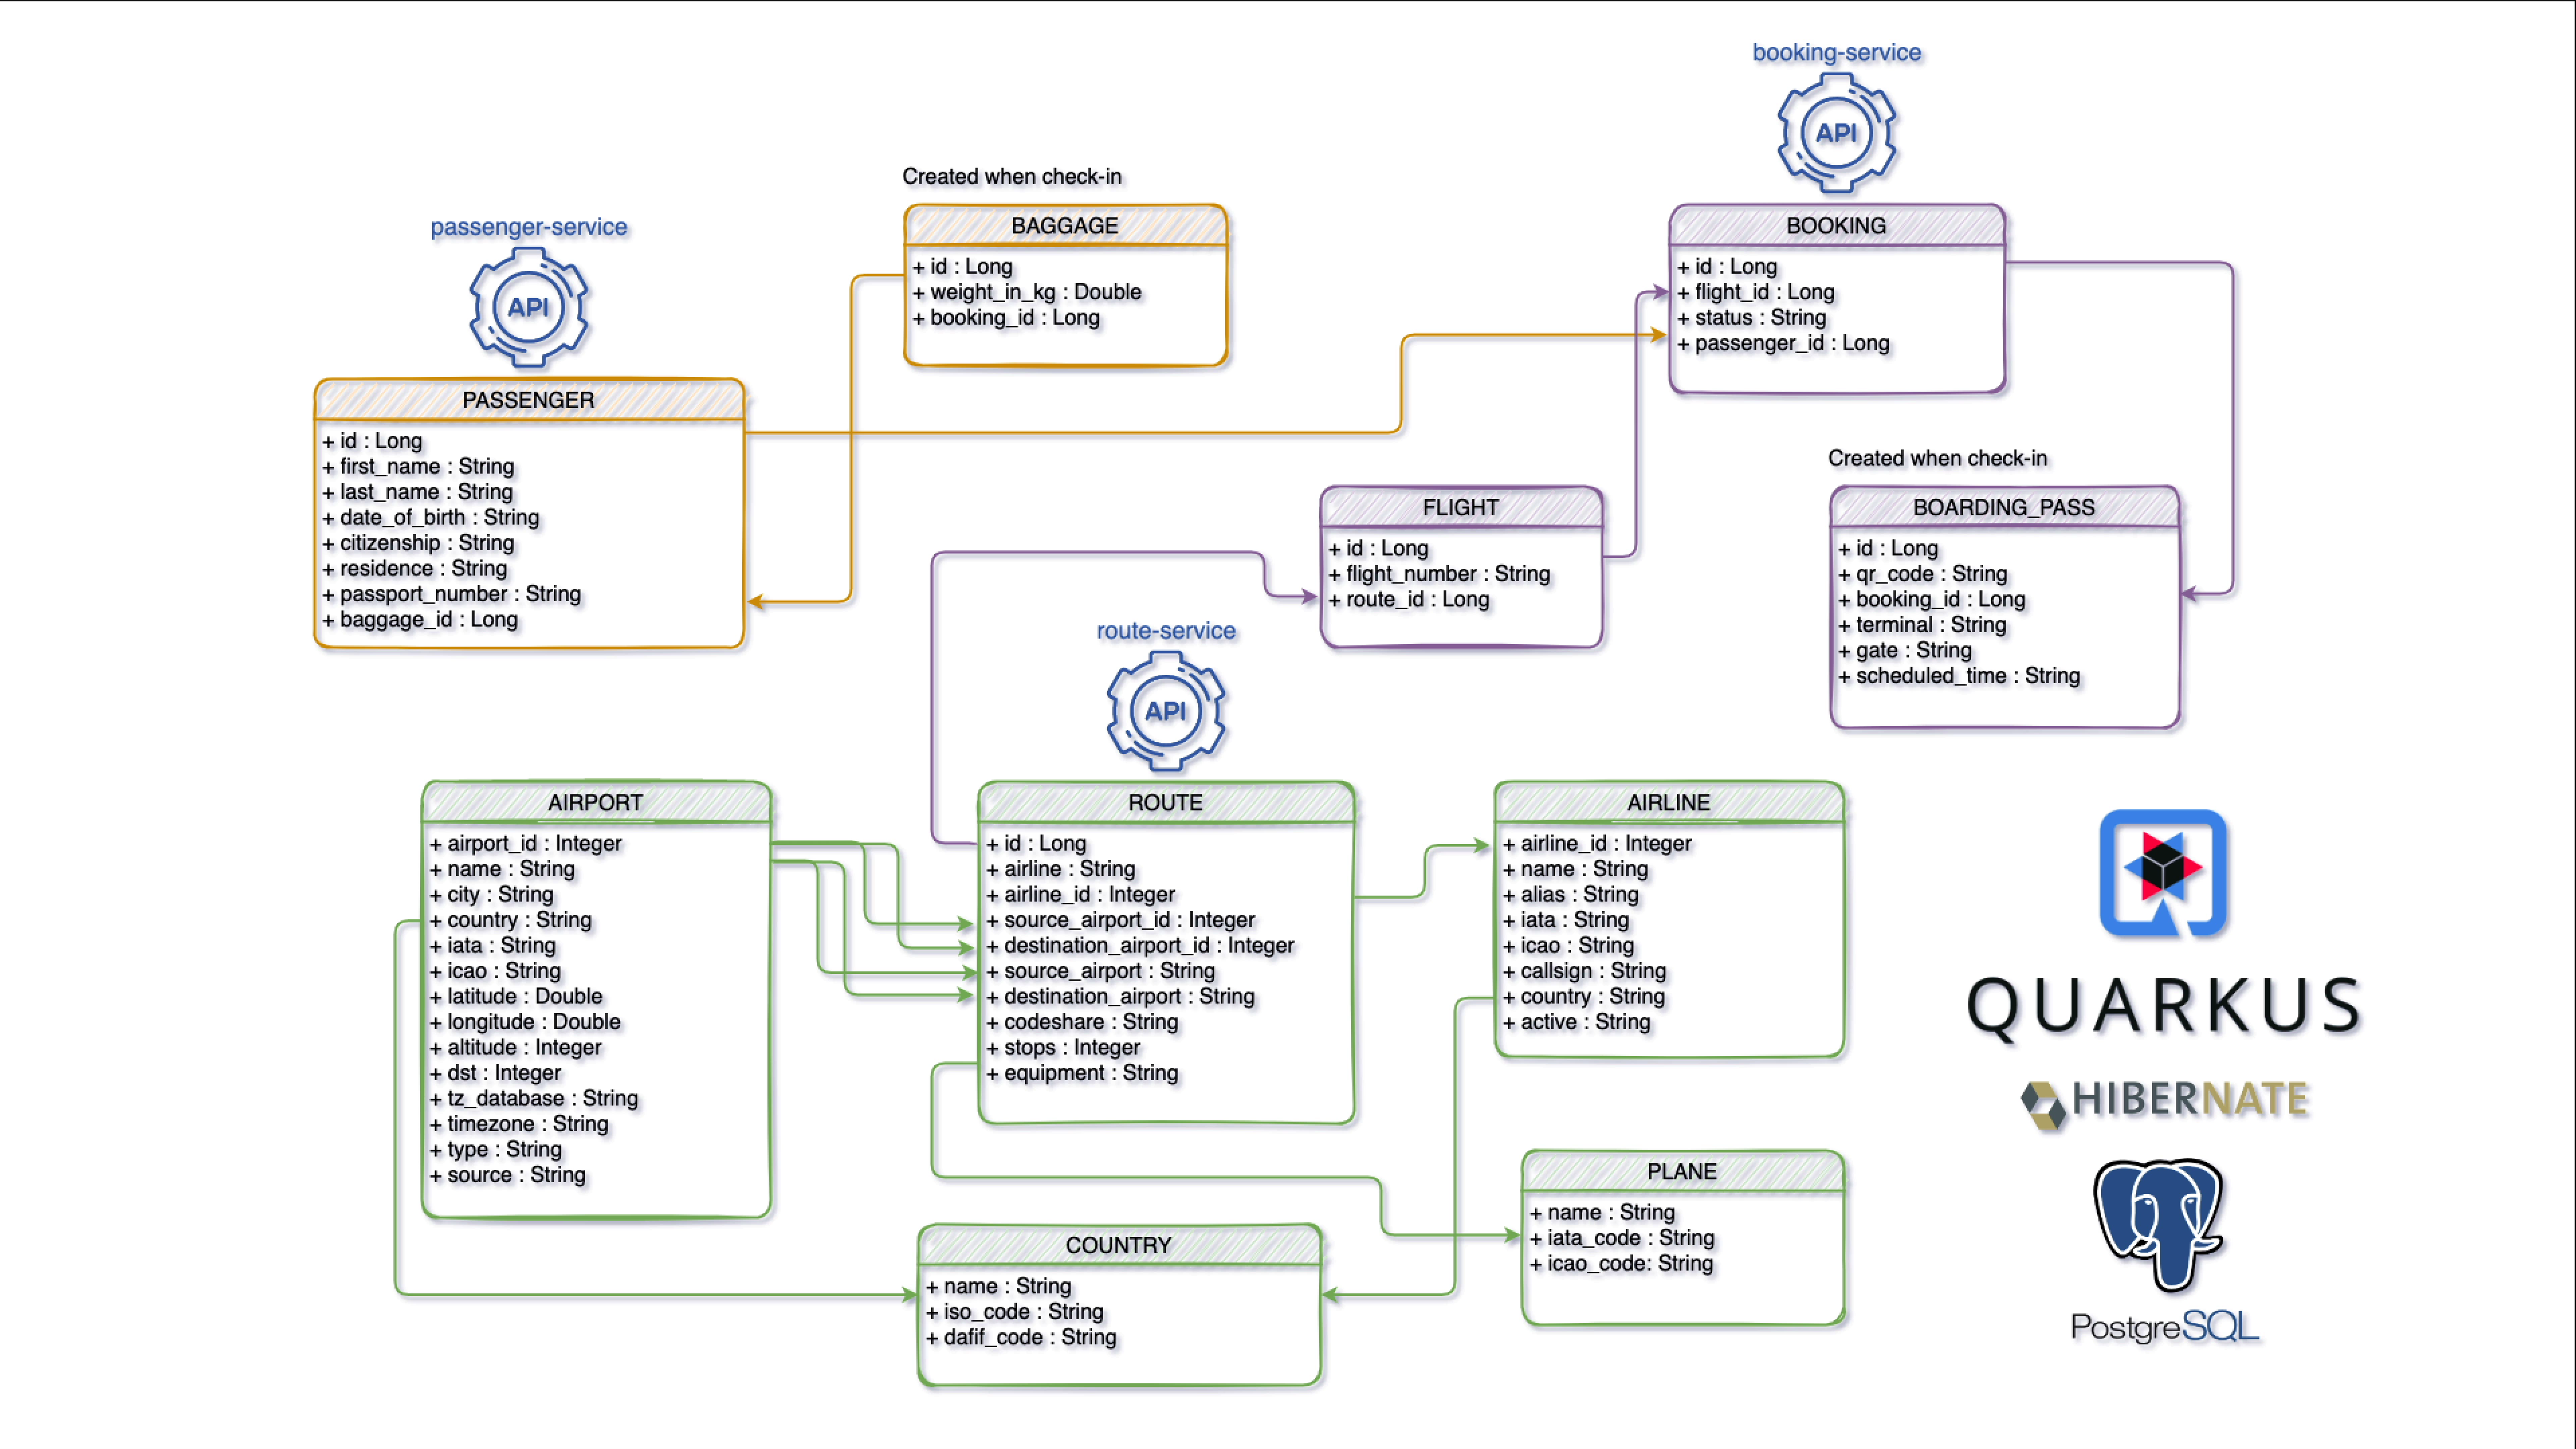 booking-service
API
Created when check-in
BAGGAGE
+ id : Long
+ weight_in_kg : Double
+ booking_id : Long
BOOKING
+ id : Long
+ flight_id : Long
+ status : String
+ passenger_id : Long
passenger-service
API
PASSENGER
+ id : Long
+ first_name : String
+ last_name : String
+ date_of_birth : String
+ citizenship : String
+ residence : String
+ passport_number : String
+ baggage_id : Long
FLIGHT
+ id : Long
+ flight_number : String
+ route_id : Long
Created when check-in
BOARDING_PASS
+ id : Long
+ qr_code : String
+ booking_id : Long
+ terminal : String
+ gate : String
+ scheduled_time : String
route-service
API
AIRPORT
+ airport_id : Integer
+ name : String
+ city : String
+ country : String
+ iata : String
+ icao : String
+ latitude : Double
+ longitude : Double
+ altitude : Integer
+ dst : Integer
+ tz_database : String
+ timezone : String
+ type : String
+ source : String
ROUTE
+ id : Long
+ airline : String
+ airline_id : Integer
+ source_airport_id : Integer
+ destination_airport_id : Integer
+ source_airport : String
+ destination_airport : String
+ codeshare : String
+ stops : Integer
+ equipment : String
AIRLINE
+ airline_id : Integer
+ name : String
+ alias : String
+ iata : String
+ icao : String
+ callsign : String
+ country : String
+ active : String
COUNTRY
+ name : String
+ iso_code : String
+ dafif_code : String
PLANE
+ name : String
+ iata_code : String
+ icao_code: String
QUARKUS
HIBERNATE
PostgreSQL